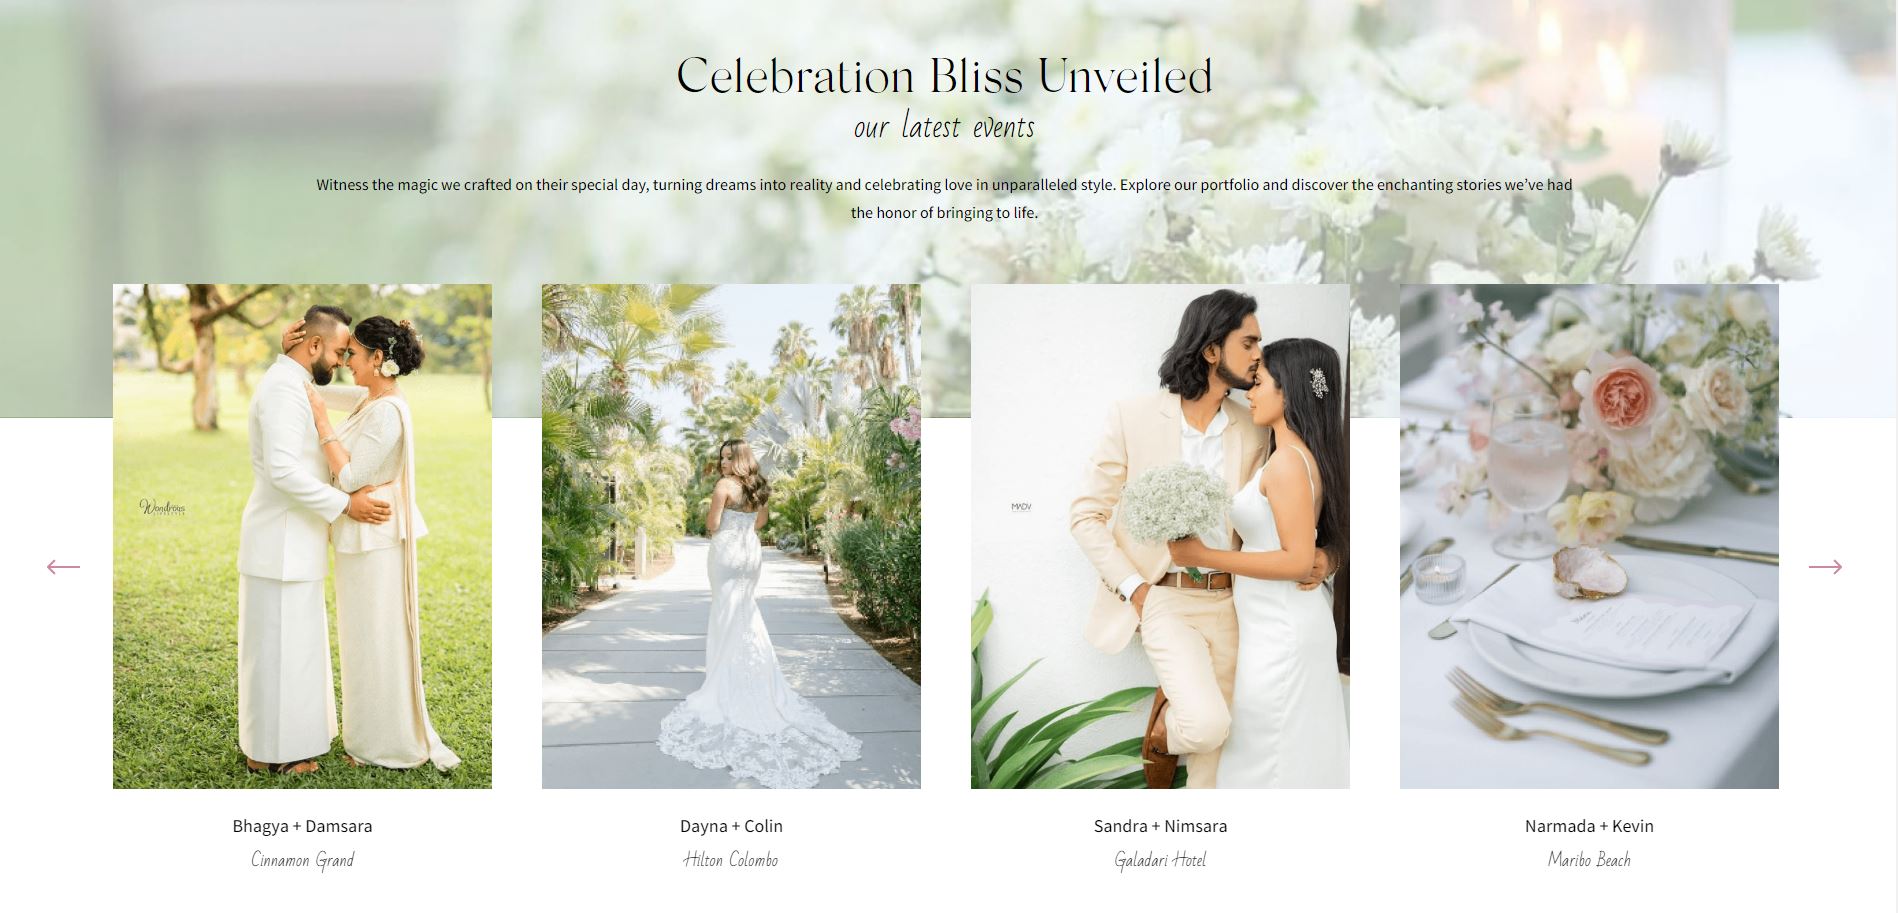 Celebration Bliss Unveiled
our latest events
Witness the magic we crafted on their special day, turning dreams into reality and celebrating love in unparalleled style. Explore our portfolio and discover the enchanting stories we’ve had
the honor of bringing to life.
Wondrous
LIFESTYLE
MADV
Bhagya + Damsara
Cinnamon Grand
Dayna + Colin
Hilton Colombo
Sandra + Nimsara
Galadari Hotel
Narmada + Kevin
Maribo Beach